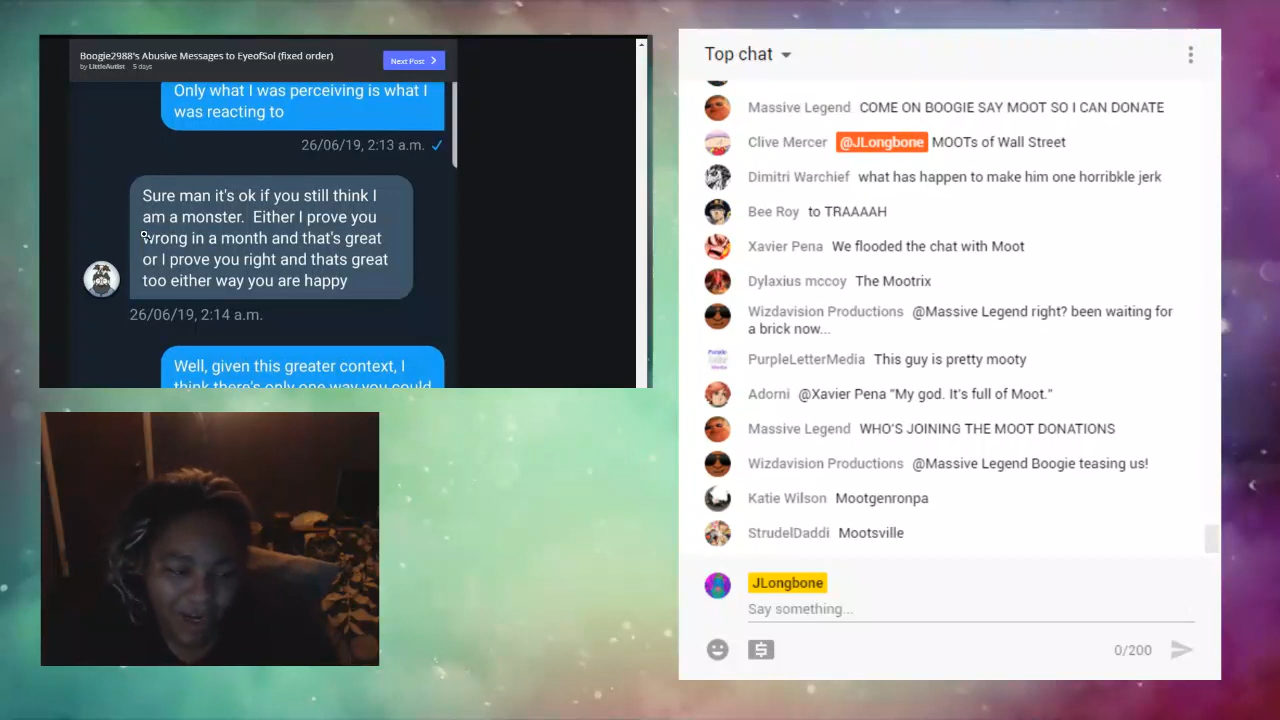 Boogie2988's Abusive Messages to EyeofSol (fixed order)
by LittleAutist 5 days
Next Post
Only what I was perceiving is what I
was reacting to
26/06/19, 2:13 a.m.
Sure man it's ok if you still think I
am a monster. Either I prove you
wrong in a month and that's great
or I prove you right and thats great
too either way you are happy
26/06/19, 2:14 a.m.
Well, given this greater context, I
think there's only one way you could
Top chat
Massive Legend COME ON BOOGIE SAY MOOT SO I CAN DONATE
Clive Mercer @JLongbone MOOTs of Wall Street
Dimitri Warchief what has happen to make him one horribkle jerk
Bee Roy to TRAAAAH
Xavier Pena We flooded the chat with Moot
Dylaxius mccoy The Mootrix
Wizdavision Productions @Massive Legend right? been waiting for
a brick now...
PurpleLetterMedia This guy is pretty mooty
Adorni @Xavier Pena "My god. It's full of Moot."
Massive Legend WHO'S JOINING THE MOOT DONATIONS
Wizdavision Productions @Massive Legend Boogie teasing us!
Katie Wilson Mootgenronpa
StrudelDaddi Mootsville
JLongbone
Say something...
0/200